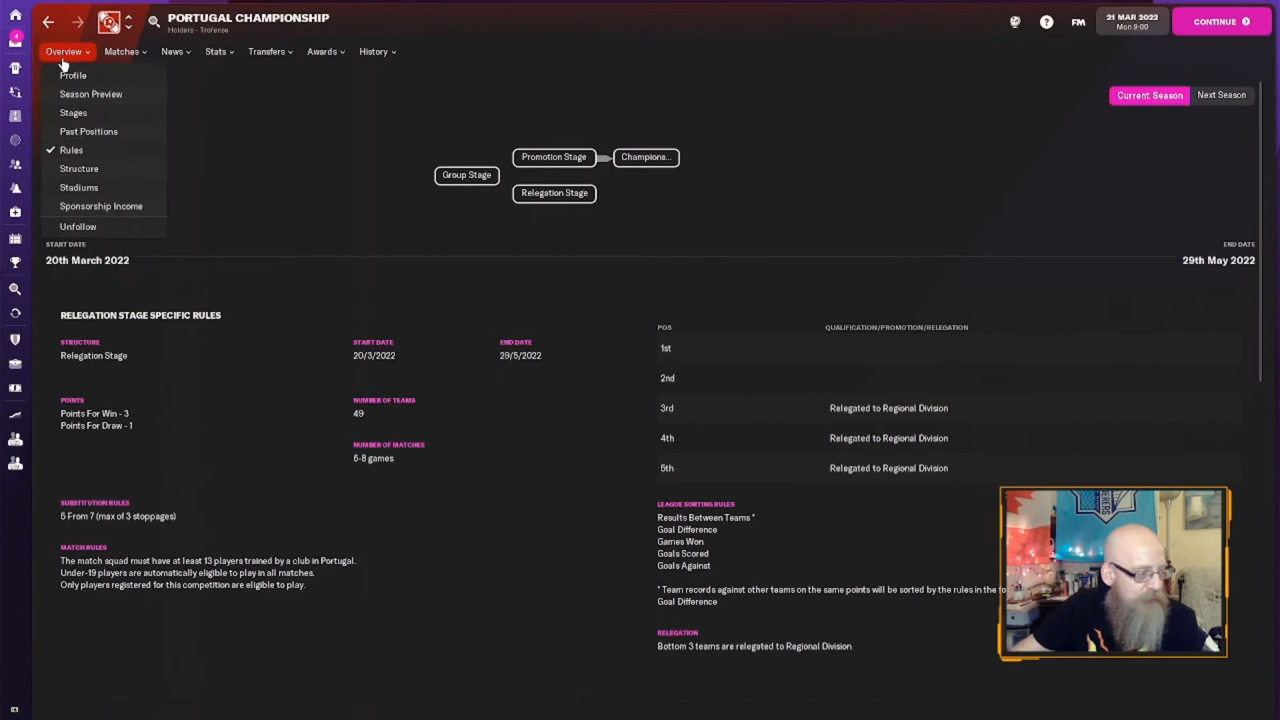 PORTUGAL CHAMPIONSHIP
Holders - Trofense
21 MAR 2022
Mon 9:00
CONTINUE
FM
4
Overview
Matches
News
Stats
Transfers
Awards
History
Profile
Season Preview
Stages
Past Positions
Rules
Structure
Stadiums
Sponsorship Income
Unfollow
Current Season
Next Season
Group Stage
Promotion Stage
Champions...
Relegation Stage
START DATE
20th March 2022
END DATE
29th May 2022
RELEGATION STAGE SPECIFIC RULES
STRUCTURE
Relegation Stage
START DATE
20/3/2022
END DATE
29/5/2022
POINTS
Points For Win - 3
Points For Draw - 1
NUMBER OF TEAMS
49
NUMBER OF MATCHES
6-8 games
SUBSTITUTION RULES
5 From 7 (max of 3 stoppages)
MATCH RULES
The match squad must have at least 13 players trained by a club in Portugal.
Under-19 players are automatically eligible to play in all matches.
Only players registered for this competition are eligible to play.
POS
QUALIFICATION/PROMOTION/RELEGATION
1st
2nd
3rd Relegated to Regional Division
4th Relegated to Regional Division
5th Relegated to Regional Division
LEAGUE SORTING RULES
Results Between Teams *
Goal Difference
Games Won
Goals Scored
Goals Against
* Team records against other teams on the same points will be sorted by the rules in the fo
Goal Difference
RELEGATION
Bottom 3 teams are relegated to Regional Division